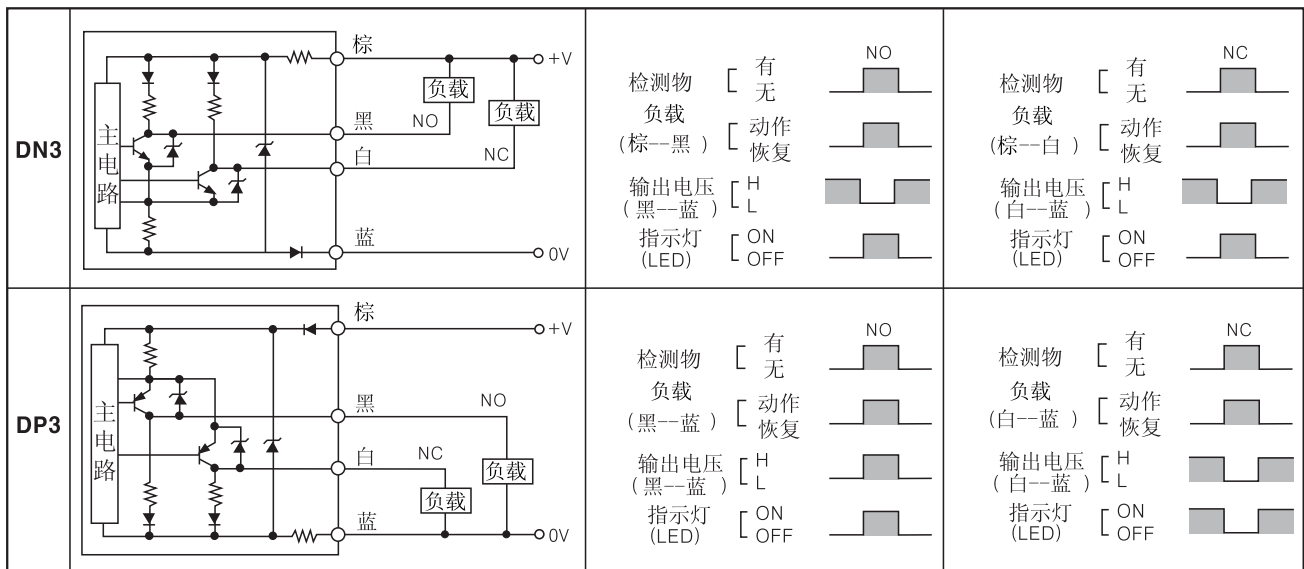 DN3
主电路
棕
+V
负载
负载
黑
NO
白
NC
蓝
0V
NO
检测物
有
无
负载
(棕--黑 )
动作
恢复
输出电压
( 黑--蓝 )
H
L
指示灯
(LED)
ON
OFF
NC
检测物
有
无
负载
(棕--白 )
动作
恢复
输出电压
( 白--蓝 )
H
L
指示灯
(LED)
ON
OFF
DP3
主电路
棕
+V
黑
NO
白
NC
负载
负载
蓝
0V
NO
检测物
有
无
负载
(黑--蓝 )
动作
恢复
输出电压
( 黑--蓝 )
H
L
指示灯
(LED)
ON
OFF
NC
检测物
有
无
负载
(白--蓝 )
动作
恢复
输出电压
( 白--蓝 )
H
L
指示灯
(LED)
ON
OFF